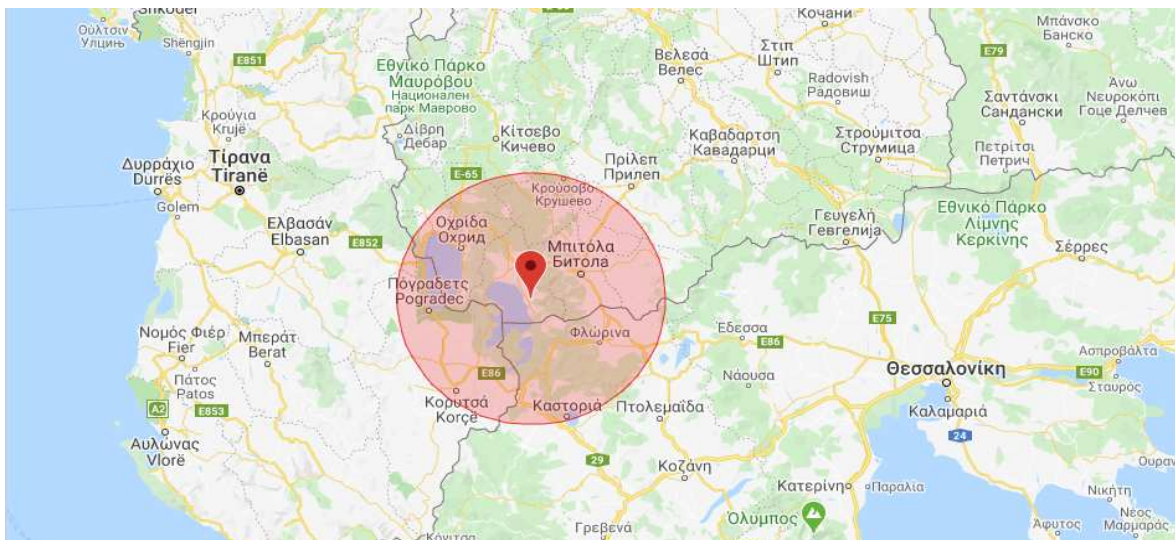 Shkodër
Ούλτσιν
Улцињ
Shëngjin
E851
Εθνικό Πάρκο
Μαυρόβου
Национален
парк Маврово
Κρούγια
Krujë
Δίβρη
Дебар
Κίτσεβο
Кичево
Τίρανα
Tiranë
Δυρράχιο
Durrës
Golem
Ελβασάν
Elbasan
E852
E-65
Κρούσοβο
Крушево
Πρίλεπ
Прилеп
Οχρίδα
Охрид
Μπιτόλα
Битола
Πόγραδετς
Pogradec
Φλώρινα
E86
Κορυτσά
Korçë
Καστοριά
Νομός Φιέρ
Fier
Μπεράτ
Berat
Πάτος
Patos
A2
E853
Αυλώνας
Vlorë
Βελεσά
Велес
Στιπ
Штип
Κοτσάνι
Кочани
Radovish
Радовиш
Καβαδαρτση
Кавадарци
Στρούμιτσα
Струмица
Γευγελή
Гевгелија
E79
Μπάνσκο
Банско
Σαντάνσκι
Сандански
Άνω
Νευροκόπι
Гоце Делчев
Πετρίτσι
Петрич
Εθνικό Πάρκο
Λίμνης
Κερκίνης
Σέρρες
Έδεσσα
E86
E75
Νάουσα
Θεσσαλονίκη
Καλαμαριά
24
Ασπροβάλτα
E90
Σταυρός
Πτολεμαΐδα
29
Κοζάνη
Κατερίνη
Παραλία
Όλυμπος
Γρεβενά
Κόνιτσα
Ουραν
Νικήτη
Νέος
Μαρμαράς
Άφυτος